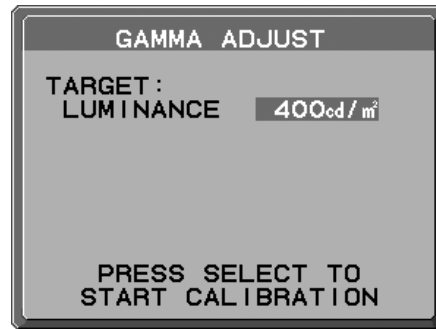 GAMMA ADJUST
TARGET:
LUMINANCE 400cd/㎡
PRESS SELECT TO
START CALIBRATION